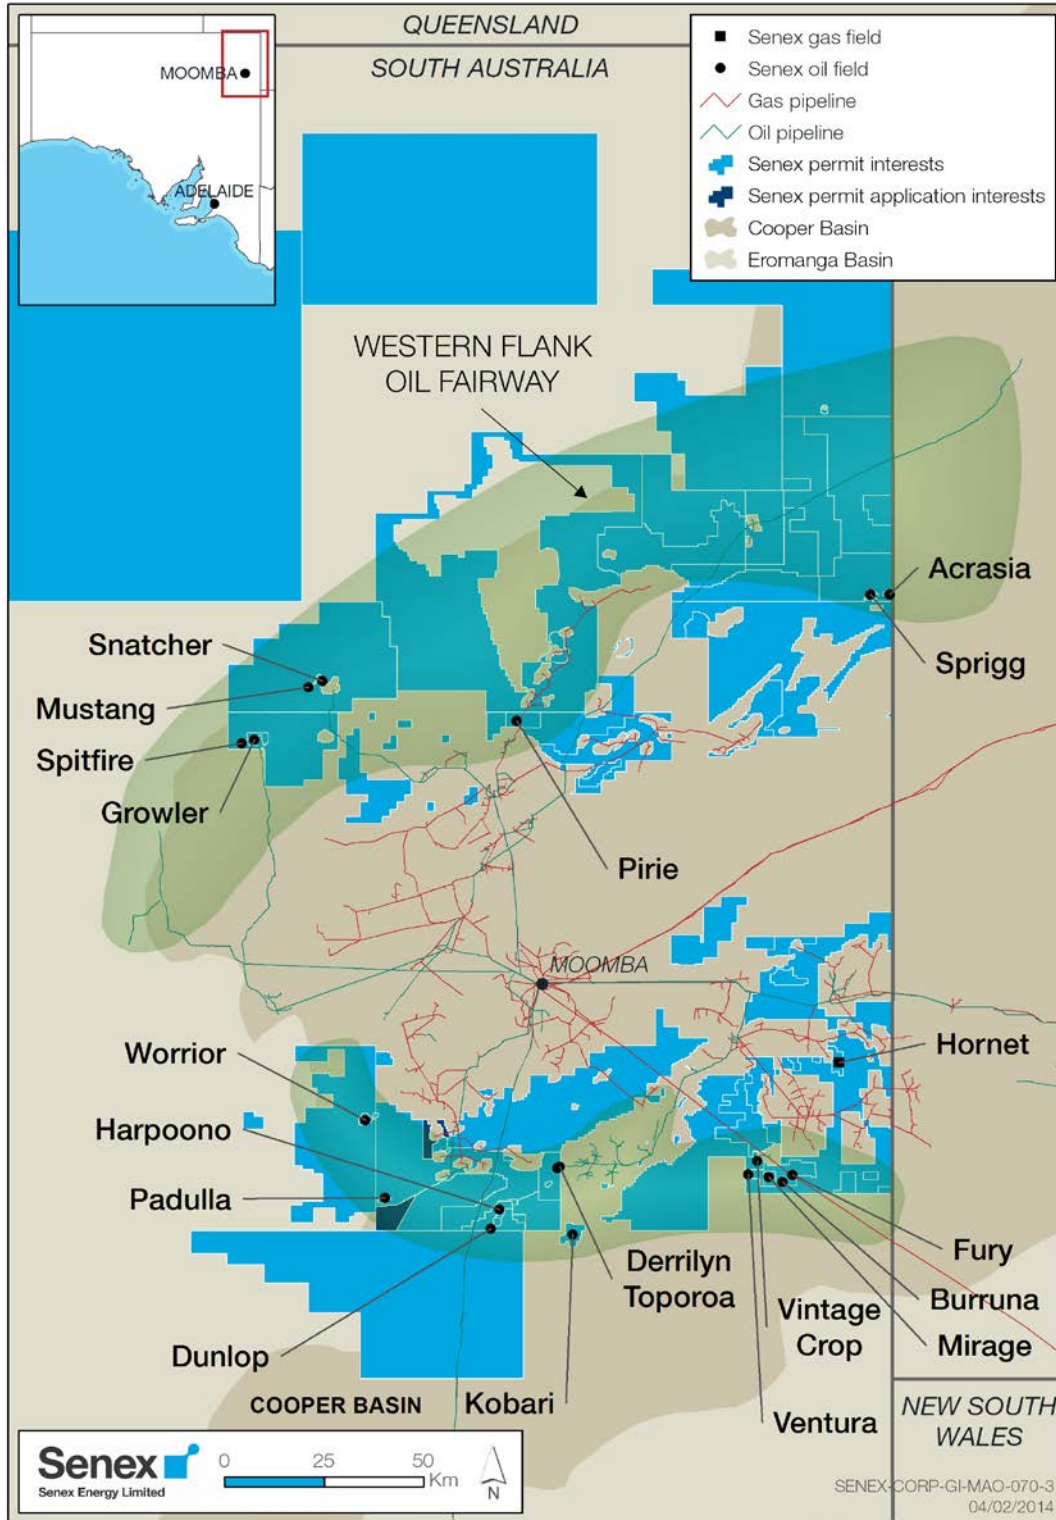 QUEENSLAND
SOUTH AUSTRALIA
MOOMBA
ADELAIDE
Senex gas field
Senex oil field
Gas pipeline
Oil pipeline
Senex permit interests
Senex permit application interests
Cooper Basin
Eromanga Basin
WESTERN FLANK
OIL FAIRWAY
Acrasia
Sprigg
Snatcher
Mustang
Spitfire
Growler
Pirie
MOOMBA
Hornet
Worrior
Harpoono
Padulla
Dunlop
Derrilyn
Toporoa
Fury
Burruna
Vintage
Crop
Mirage
Kobari
Ventura
COOPER BASIN
NEW SOUTH
WALES
Senex
Senex Energy Limited
0 25 50
Km
N
SENEX-CORP-GI-MAO-070-3
04/02/2014